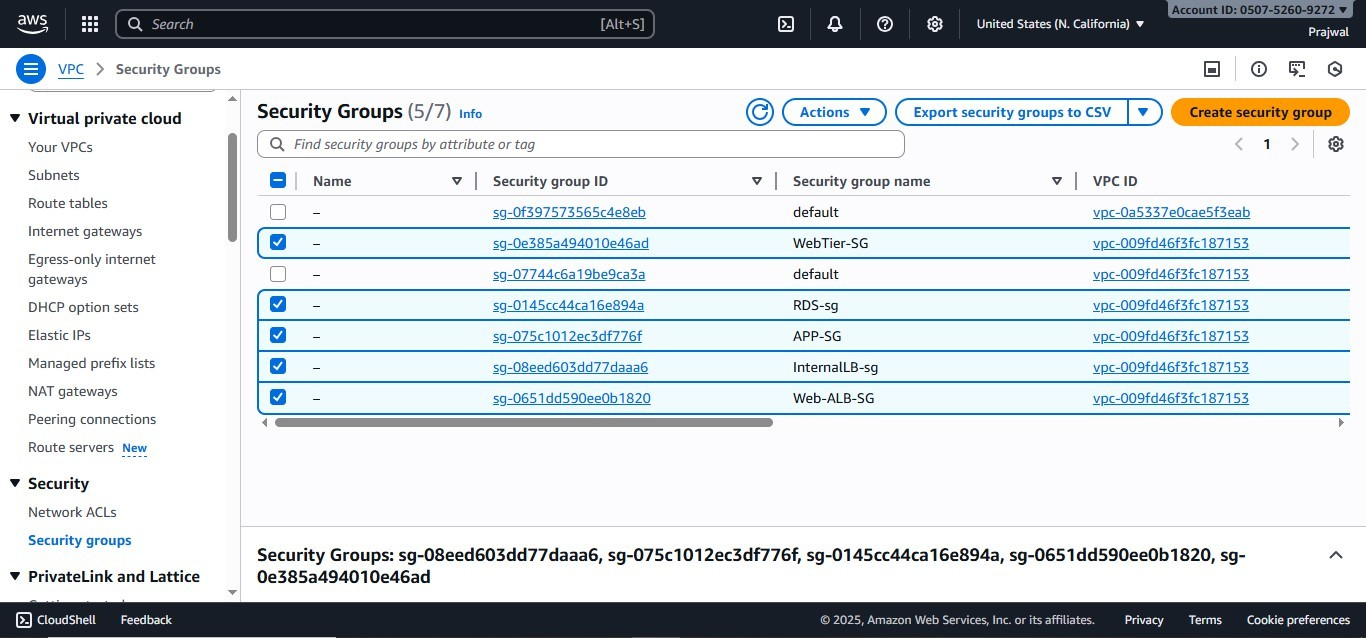 aws
Search
[Alt+S]
United States (N. California)
Account ID: 0507-5260-9272
Prajwal
VPC
Security Groups
Virtual private cloud
Your VPCs
Subnets
Route tables
Internet gateways
Egress-only internet
gateways
DHCP option sets
Elastic IPs
Managed prefix lists
NAT gateways
Peering connections
Route servers New
Security
Network ACLs
Security groups
PrivateLink and Lattice
Security Groups (5/7) Info
Actions
Export security groups to CSV
Create security group
Find security groups by attribute or tag
1
Name Security group ID Security group name VPC ID
– sg-0f397573565c4e8eb default vpc-0a5337e0cae5f3eab
– sg-0e385a494010e46ad WebTier-SG vpc-009fd46f3fc187153
– sg-07744c6a19be9ca3a default vpc-009fd46f3fc187153
– sg-0145cc44ca16e894a RDS-sg vpc-009fd46f3fc187153
– sg-075c1012ec3df776f APP-SG vpc-009fd46f3fc187153
– sg-08eed603dd77daaa6 InternalLB-sg vpc-009fd46f3fc187153
– sg-0651dd590ee0b1820 Web-ALB-SG vpc-009fd46f3fc187153
Security Groups: sg-08eed603dd77daaa6, sg-075c1012ec3df776f, sg-0145cc44ca16e894a, sg-0651dd590ee0b1820, sg-
0e385a494010e46ad
CloudShell
Feedback
© 2025, Amazon Web Services, Inc. or its affiliates.
Privacy
Terms
Cookie preferences